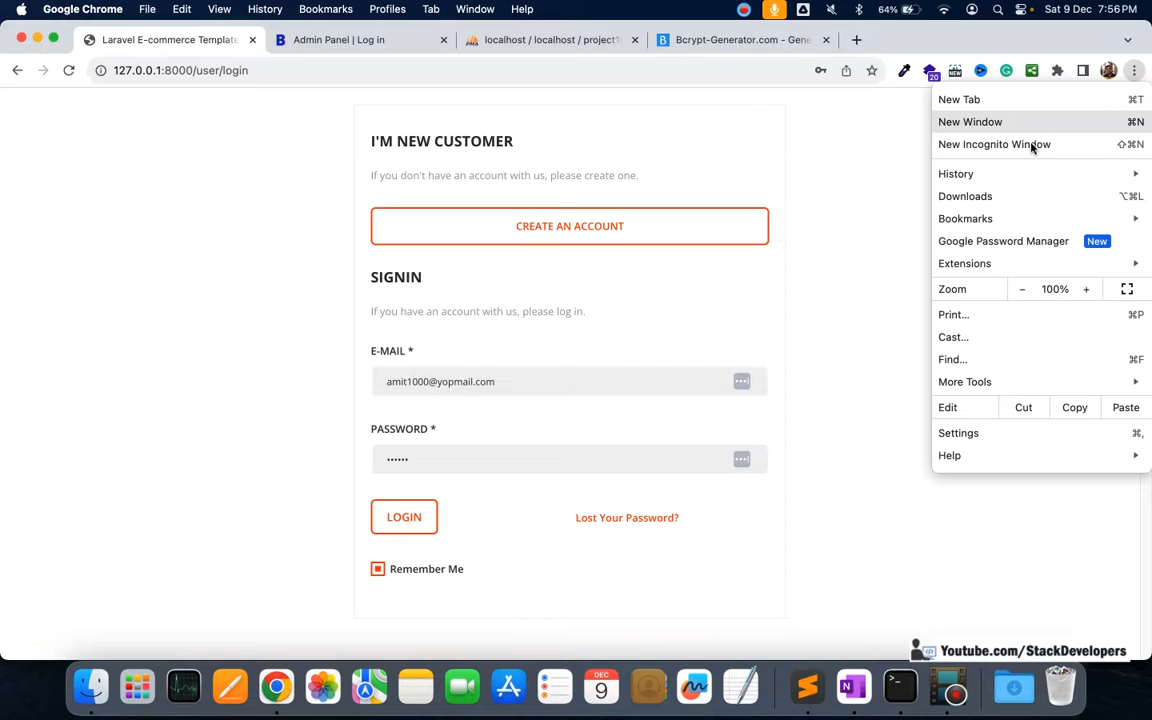 Google Chrome File Edit View History Bookmarks Profiles Tab Window Help 64% Sat 9 Dec 7:56 PM
Laravel E-commerce Template
Admin Panel | Log in
localhost / localhost / project1
Bcrypt-Generator.com - Gene
127.0.0.1:8000/user/login
20
NEW
New Tab ⌘T
New Window ⌘N
New Incognito Window ⇧⌘N
History
Downloads ⌥⌘L
Bookmarks
Google Password Manager New
Extensions
Zoom − 100% +
Print... ⌘P
Cast...
Find... ⌘F
More Tools
Edit Cut Copy Paste
Settings ⌘,
Help
I'M NEW CUSTOMER
If you don't have an account with us, please create one.
CREATE AN ACCOUNT
SIGNIN
If you have an account with us, please log in.
E-MAIL *
amit1000@yopmail.com
PASSWORD *
••••••
LOGIN
Lost Your Password?
Remember Me
Youtube.com/StackDevelopers
DEC
9